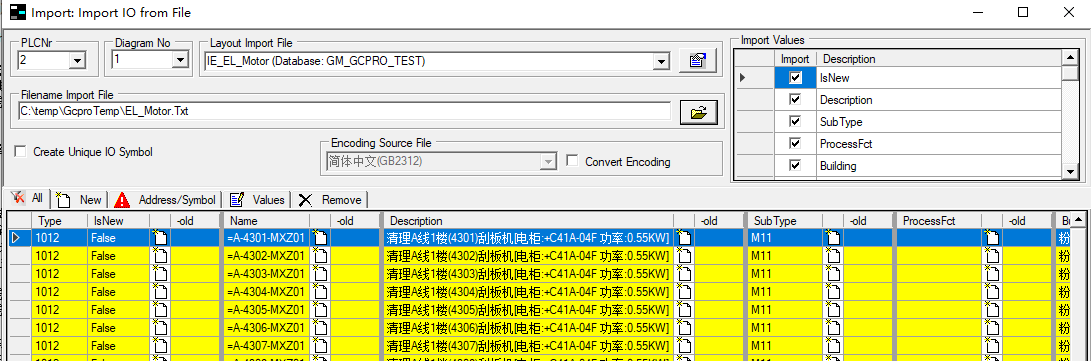 Import: Import IO from File
PLCNr
2
Diagram No
1
Layout Import File
IE_EL_Motor (Database: GM_GCPRO_TEST)
Filename Import File
C:\temp\GcproTemp\EL_Motor.Txt
Create Unique IO Symbol
Encoding Source File
简体中文(GB2312)
Convert Encoding
Import Values
Import Description
IsNew
Description
SubType
ProcessFct
Building
All New Address/Symbol Values Remove
Type IsNew -old Name -old Description -old SubType -old ProcessFct -old
1012 False =A-4301-MXZ01 清理A线1楼(4301)刮板机[电柜:+C41A-04F 功率:0.55KW] M11 粉
1012 False =A-4302-MXZ01 清理A线1楼(4302)刮板机[电柜:+C41A-04F 功率:0.55KW] M11 粉
1012 False =A-4303-MXZ01 清理A线1楼(4303)刮板机[电柜:+C41A-04F 功率:0.55KW] M11 粉
1012 False =A-4304-MXZ01 清理A线1楼(4304)刮板机[电柜:+C41A-04F 功率:0.55KW] M11 粉
1012 False =A-4305-MXZ01 清理A线1楼(4305)刮板机[电柜:+C41A-04F 功率:0.55KW] M11 粉
1012 False =A-4306-MXZ01 清理A线1楼(4306)刮板机[电柜:+C41A-04F 功率:0.55KW] M11 粉
1012 False =A-4307-MXZ01 清理A线1楼(4307)刮板机[电柜:+C41A-04F 功率:0.55KW] M11 粉